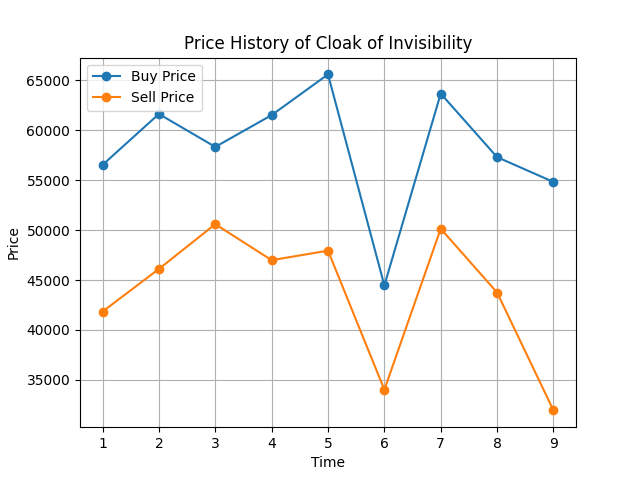 Price History of Cloak of Invisibility
Buy Price
Sell Price
65000
60000
55000
50000
45000
40000
35000
Price
1 2 3 4 5 6 7 8 9
Time